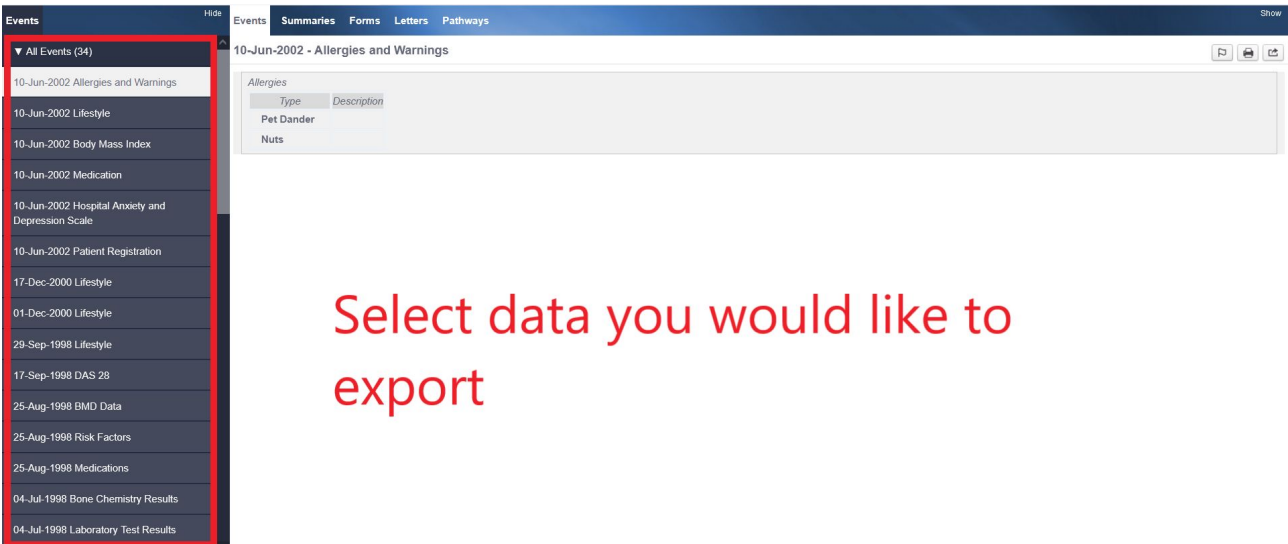 Events
Hide
▼ All Events (34)
10-Jun-2002 Allergies and Warnings
10-Jun-2002 Lifestyle
10-Jun-2002 Body Mass Index
10-Jun-2002 Medication
10-Jun-2002 Hospital Anxiety and
Depression Scale
10-Jun-2002 Patient Registration
17-Dec-2000 Lifestyle
01-Dec-2000 Lifestyle
29-Sep-1998 Lifestyle
17-Sep-1998 DAS 28
25-Aug-1998 BMD Data
25-Aug-1998 Risk Factors
25-Aug-1998 Medications
04-Jul-1998 Bone Chemistry Results
04-Jul-1998 Laboratory Test Results
Events Summaries Forms Letters Pathways
Show
10-Jun-2002 - Allergies and Warnings
Allergies
Type Description
Pet Dander
Nuts
Select data you would like to
export